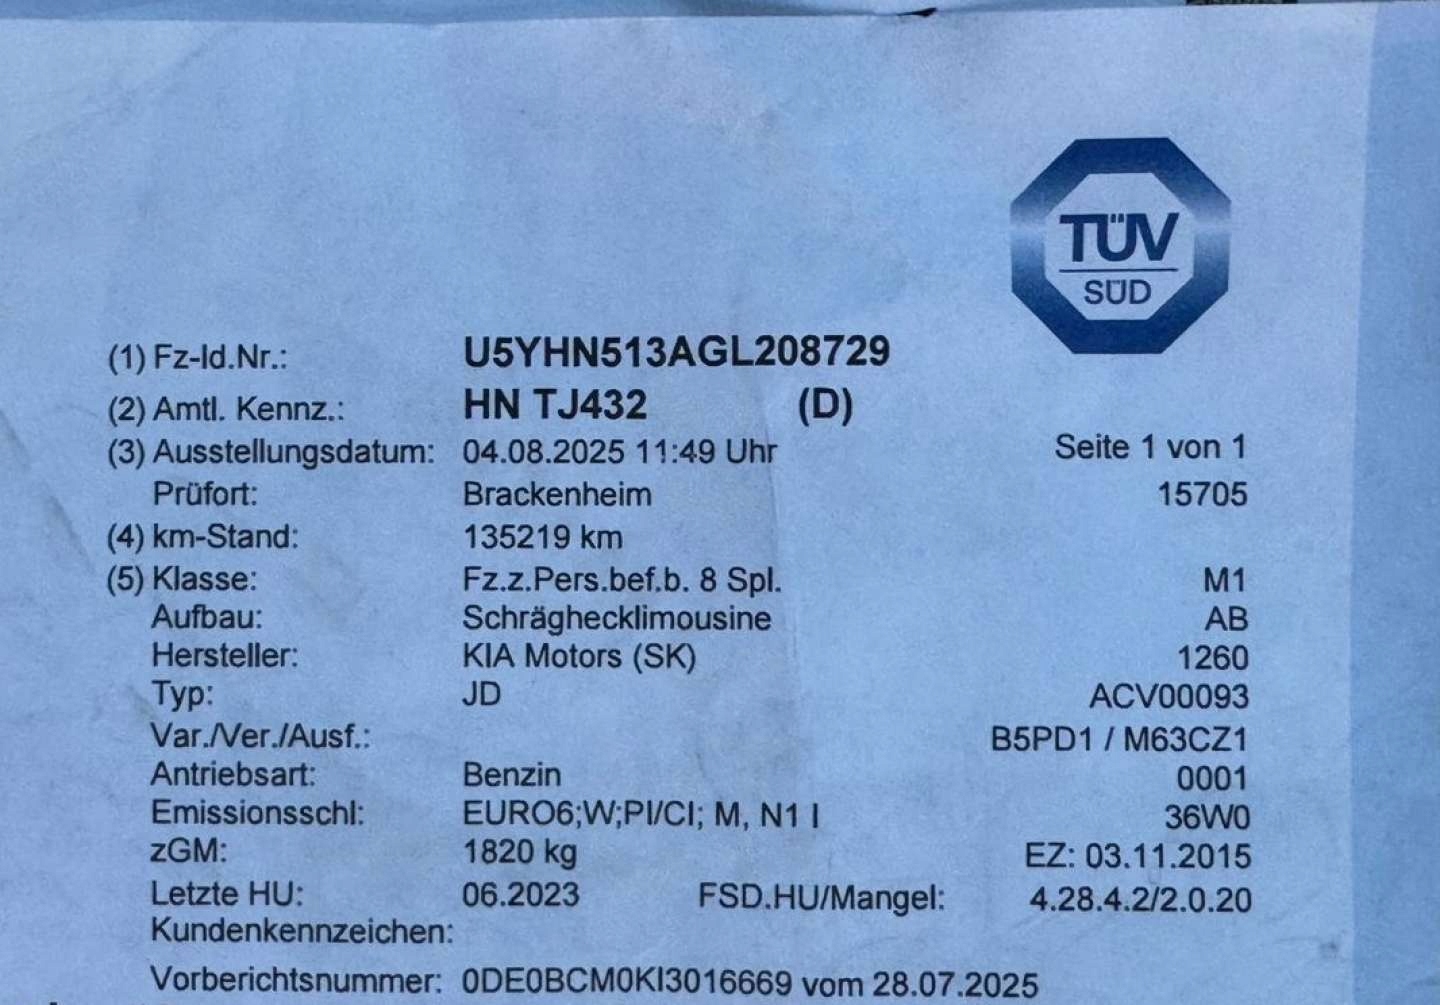 TÜV
SÜD
(1) Fz-Id.Nr.: U5YHN513AGL208729
(2) Amtl. Kennz.: HN TJ432 (D)
(3) Ausstellungsdatum: 04.08.2025 11:49 Uhr Seite 1 von 1
Prüfort: Brackenheim 15705
(4) km-Stand: 135219 km
(5) Klasse: Fz.z.Pers.bef.b. 8 Spl. M1
Aufbau: Schräghecklimousine AB
Hersteller: KIA Motors (SK) 1260
Typ: JD ACV00093
Var./Ver./Ausf.: B5PD1 / M63CZ1
Antriebsart: Benzin 0001
Emissionsschl: EURO6;W;PI/CI; M, N1 I 36W0
zGM: 1820 kg EZ: 03.11.2015
Letzte HU: 06.2023 FSD.HU/Mangel: 4.28.4.2/2.0.20
Kundenkennzeichen:
Vorberichtsnummer: 0DE0BCM0KI3016669 vom 28.07.2025